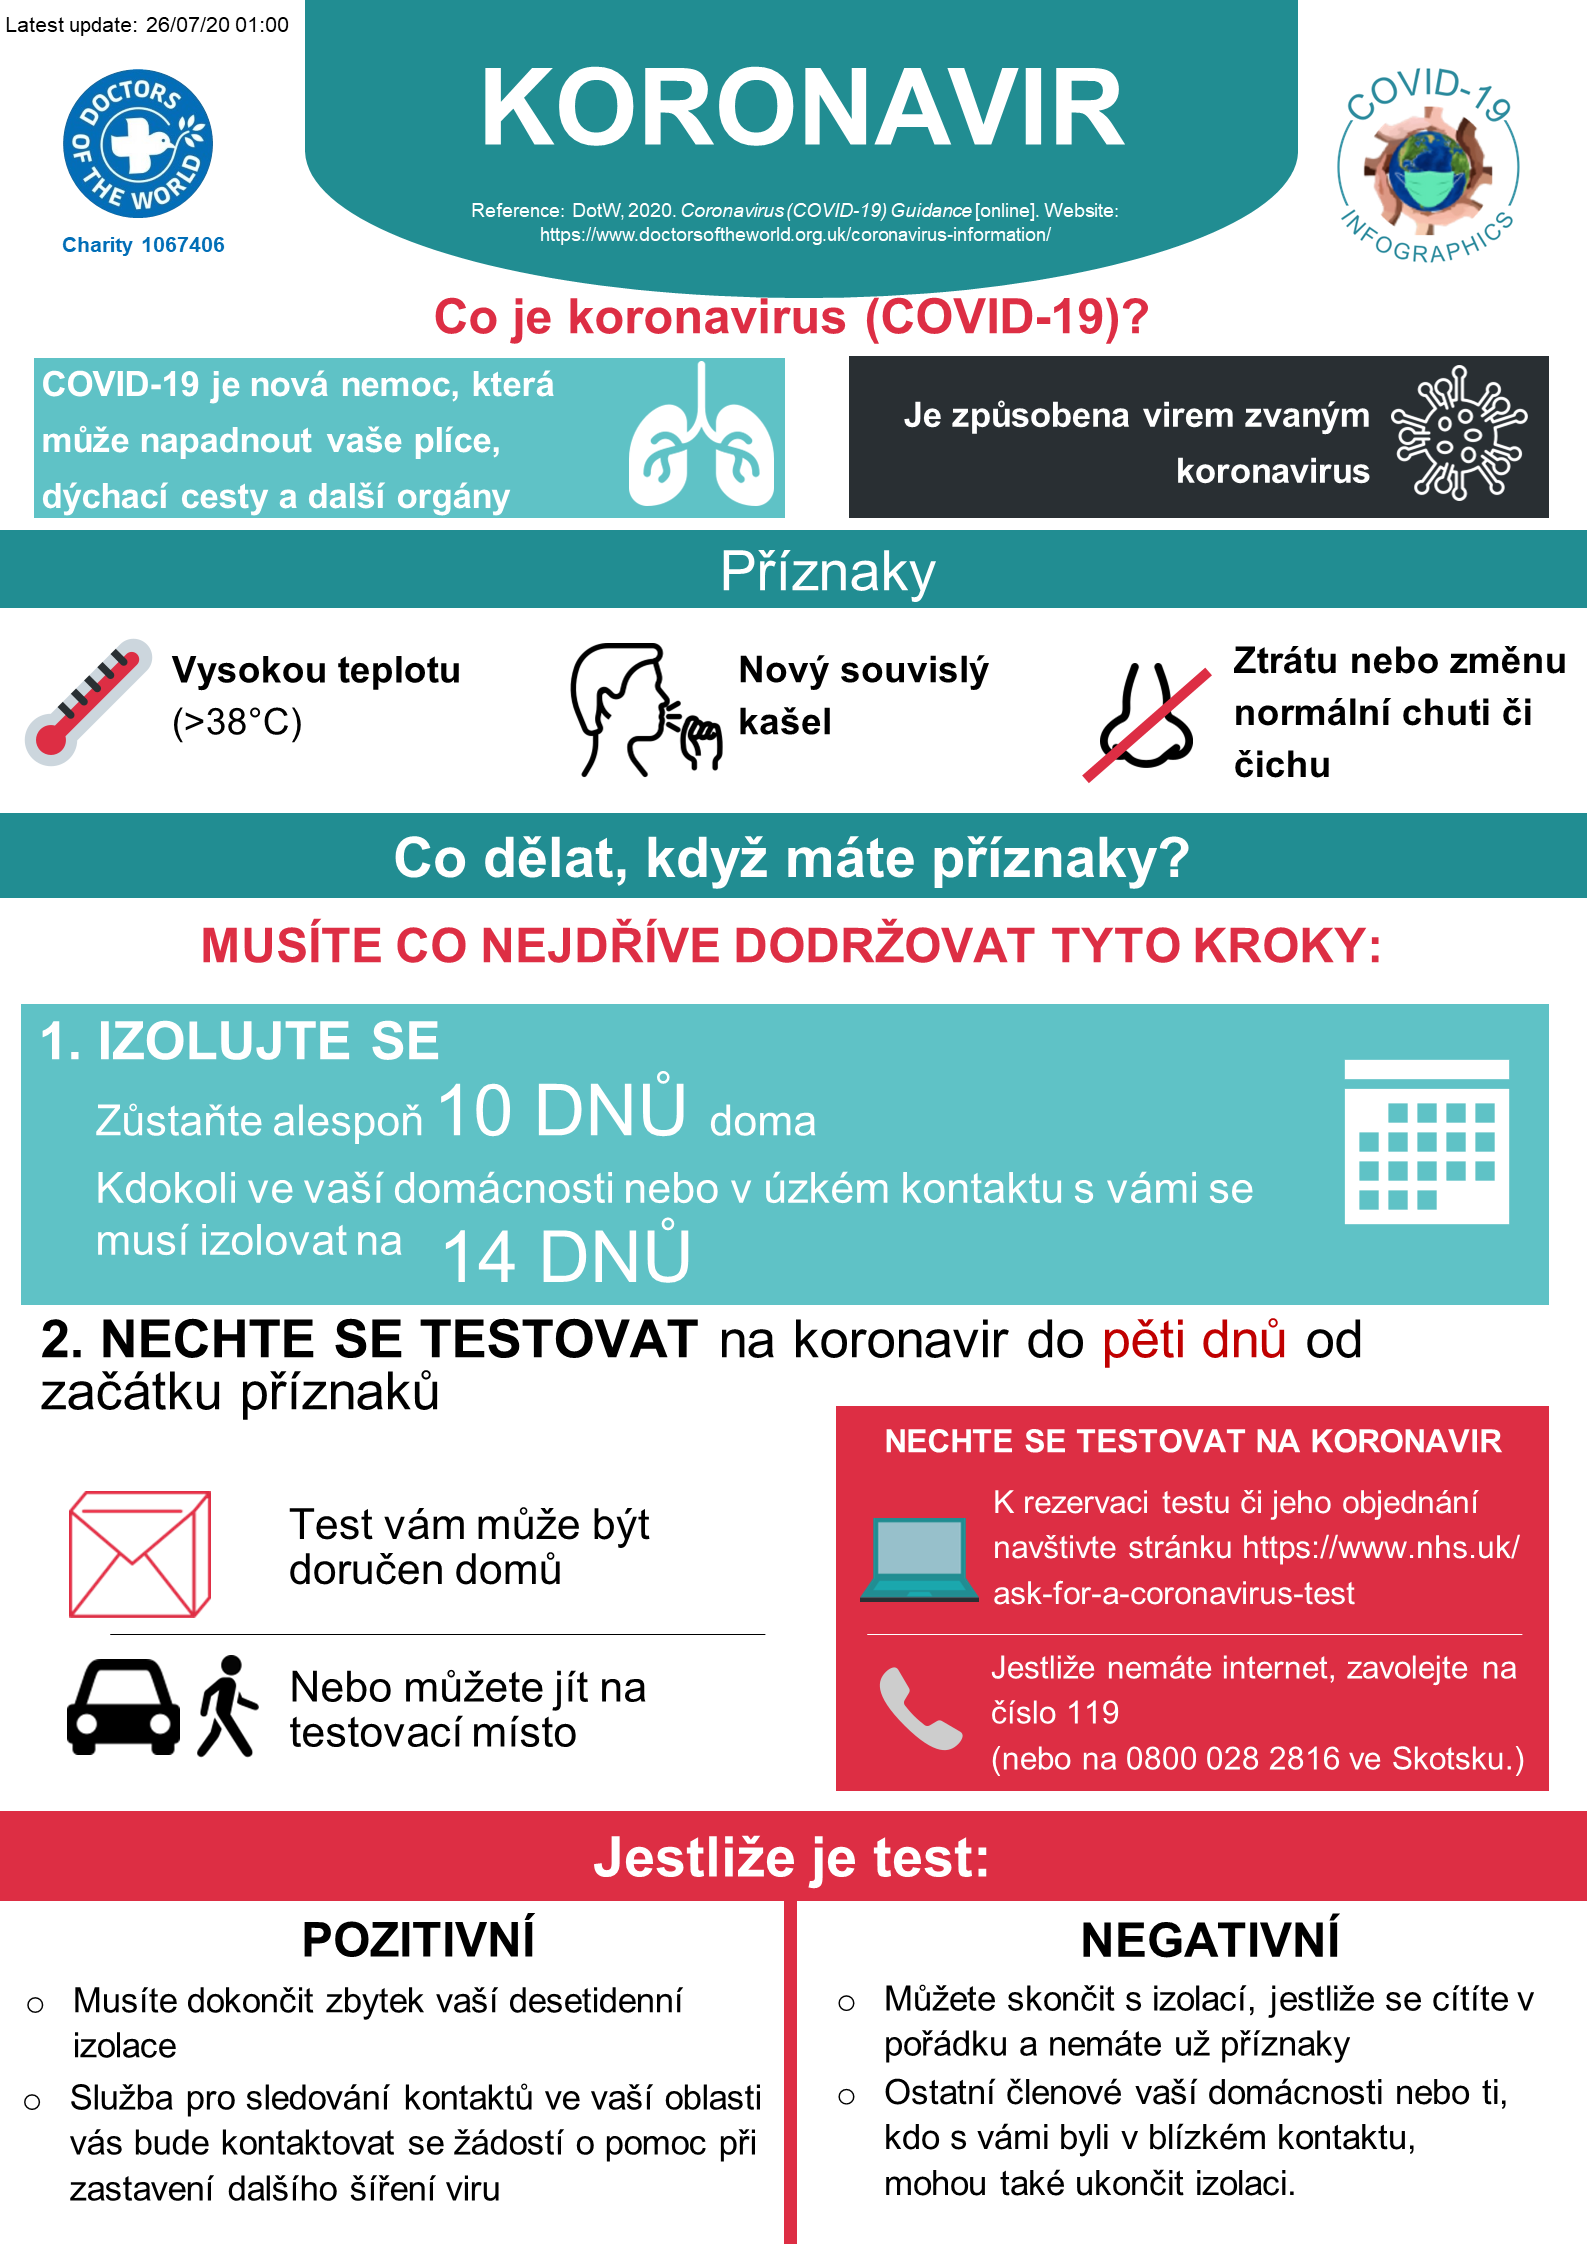 Latest update: 26/07/20 01:00
DOCTORS OF THE WORLD
Charity 1067406
KORONAVIR
Reference: DotW, 2020. Coronavirus (COVID-19) Guidance [online]. Website:
https://www.doctorsoftheworld.org.uk/coronavirus-information/
COVID-19
INFOGRAPHICS
Co je koronavirus (COVID-19)?
COVID-19 je nová nemoc, která
může napadnout vaše plíce,
dýchací cesty a další orgány
Je způsobena virem zvaným
koronavirus
Příznaky
Vysokou teplotu
(>38°C)
Nový souvislý
kašel
Ztrátu nebo změnu
normální chuti či
čichu
Co dělat, když máte příznaky?
MUSÍTE CO NEJDŘÍVE DODRŽOVAT TYTO KROKY:
1. IZOLUJTE SE
Zůstaňte alespoň 10 DNŮ doma
Kdokoli ve vaší domácnosti nebo v úzkém kontaktu s vámi se
musí izolovat na 14 DNŮ
2. NECHTE SE TESTOVAT na koronavir do pěti dnů od
začátku příznaků
Test vám může být
doručen domů
Nebo můžete jít na
testovací místo
NECHTE SE TESTOVAT NA KORONAVIR
K rezervaci testu či jeho objednání
navštivte stránku https://www.nhs.uk/
ask-for-a-coronavirus-test
Jestliže nemáte internet, zavolejte na
číslo 119
(nebo na 0800 028 2816 ve Skotsku.)
Jestliže je test:
POZITIVNÍ
o Musíte dokončit zbytek vaší desetidenní
izolace
o Služba pro sledování kontaktů ve vaší oblasti
vás bude kontaktovat se žádostí o pomoc při
zastavení dalšího šíření viru
NEGATIVNÍ
o Můžete skončit s izolací, jestliže se cítíte v
pořádku a nemáte už příznaky
o Ostatní členové vaší domácnosti nebo ti,
kdo s vámi byli v blízkém kontaktu,
mohou také ukončit izolaci.